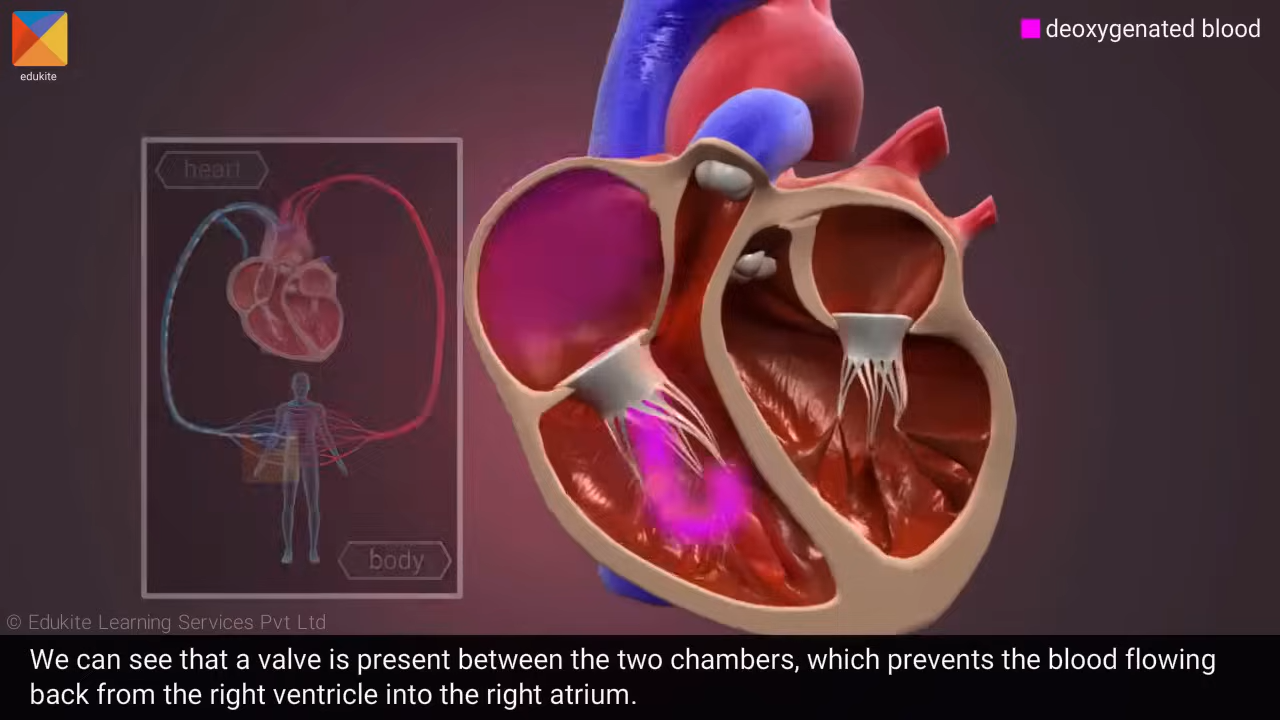 edukite
deoxygenated blood
heart
body
© Edukite Learning Services Pvt Ltd
We can see that a valve is present between the two chambers, which prevents the blood flowing
back from the right ventricle into the right atrium.